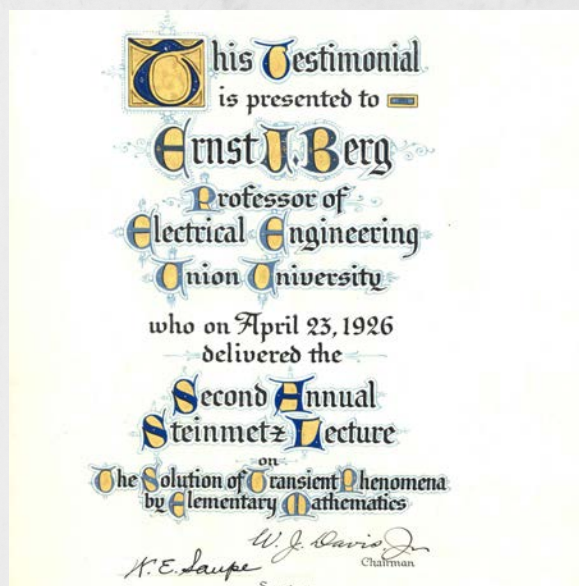 This Testimonial
is presented to
Ernst J. Berg
Professor of
Electrical Engineering
Union University
who on April 23, 1926
delivered the
Second Annual
Steinmetz Lecture
on
The Solution of Transient Phenomena
by Elementary Mathematics
W. J. Davis, Jr
Chairman
K. E. Saupe